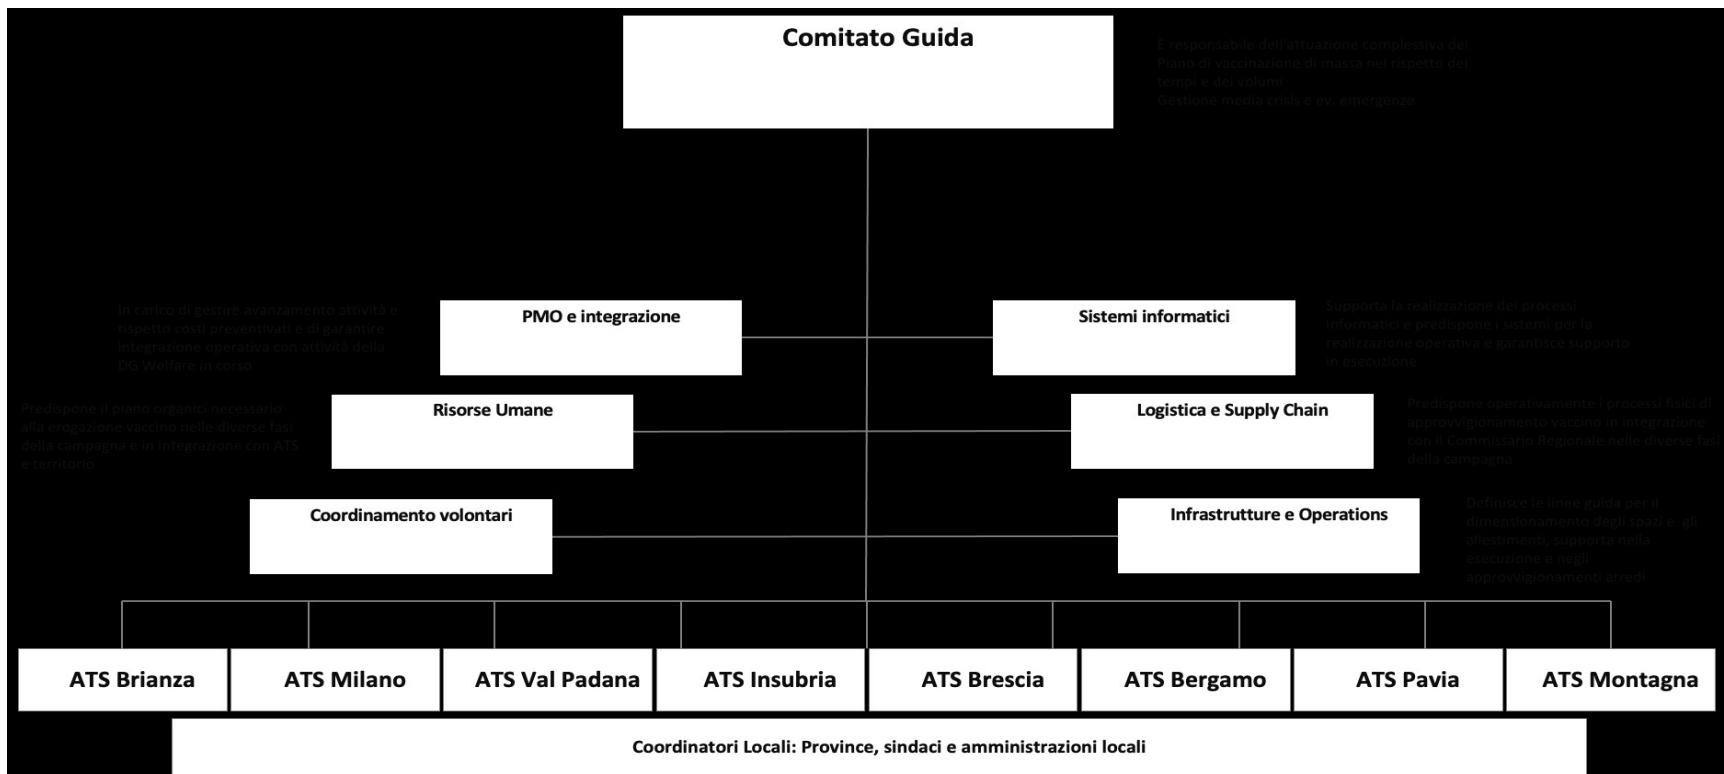 Comitato Guida
È responsabile dell'attuazione complessiva del
Piano di vaccinazione di massa nel rispetto dei
tempi e dei volumi
Gestione media crisis e ev. emergenze
In carico di gestire avanzamento attività e
rispetto costi preventivati e di garantire
integrazione operativa con attività della
DG Welfare in corso
PMO e integrazione
Sistemi informatici
Supporta la realizzazione dei processi
informatici e predispone i sistemi per la
realizzazione operativa e garantisce supporto
in esecuzione
Predispone il piano organici necessario
alla erogazione vaccino nelle diverse fasi
della campagna e in integrazione con ATS
e territorio
Risorse Umane
Logistica e Supply Chain
Predispone operativamente i processi fisici di
approvvigionamento vaccino in integrazione
con il Commissario Regionale nelle diverse fasi
della campagna
Coordinamento volontari
Infrastrutture e Operations
Definisce le linee guida per il
dimensionamento degli spazi e gli
allestimenti, supporta nella
esecuzione e negli
approvvigionamenti arredi
ATS Brianza
ATS Milano
ATS Val Padana
ATS Insubria
ATS Brescia
ATS Bergamo
ATS Pavia
ATS Montagna
Coordinatori Locali: Province, sindaci e amministrazioni locali